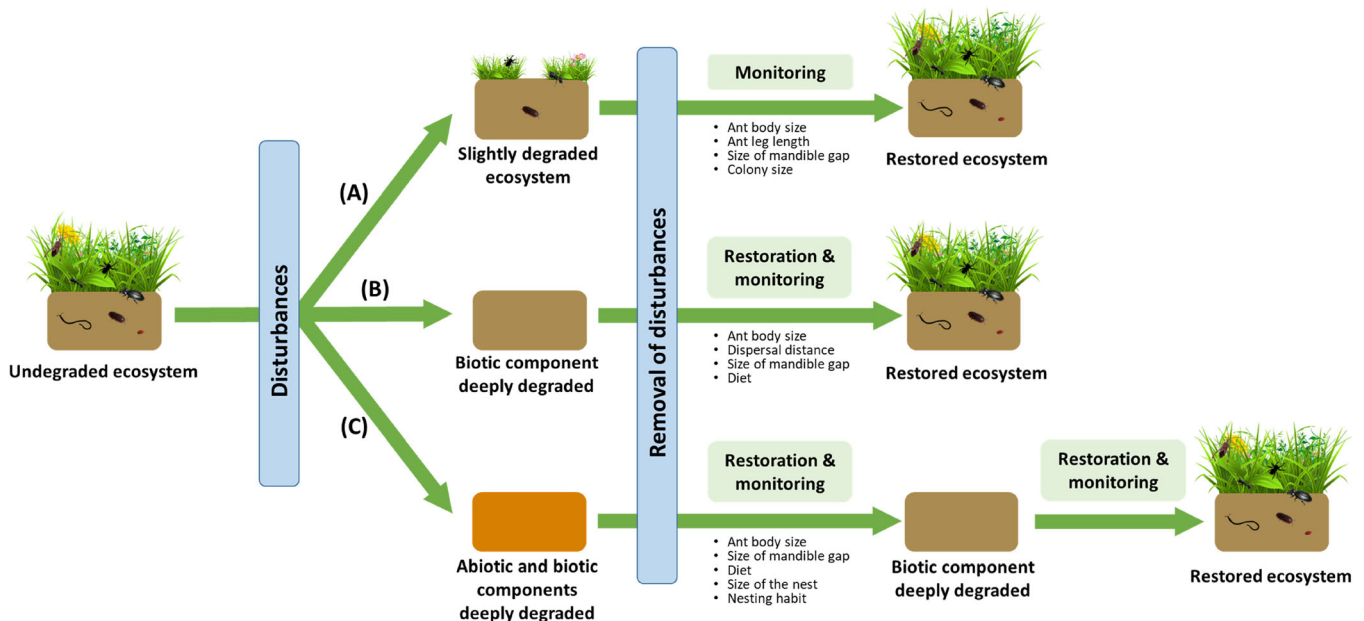 Undegraded ecosystem
Disturbances
(A)
(B)
(C)
Slightly degraded
ecosystem
Biotic component
deeply degraded
Abiotic and biotic
components
deeply degraded
Removal of disturbances
Monitoring
• Ant body size
• Ant leg length
• Size of mandible gap
• Colony size
Restored ecosystem
Restoration &
monitoring
• Ant body size
• Dispersal distance
• Size of mandible gap
• Diet
Restored ecosystem
Restoration &
monitoring
• Ant body size
• Size of mandible gap
• Diet
• Size of the nest
• Nesting habit
Biotic component
deeply degraded
Restoration &
monitoring
Restored ecosystem